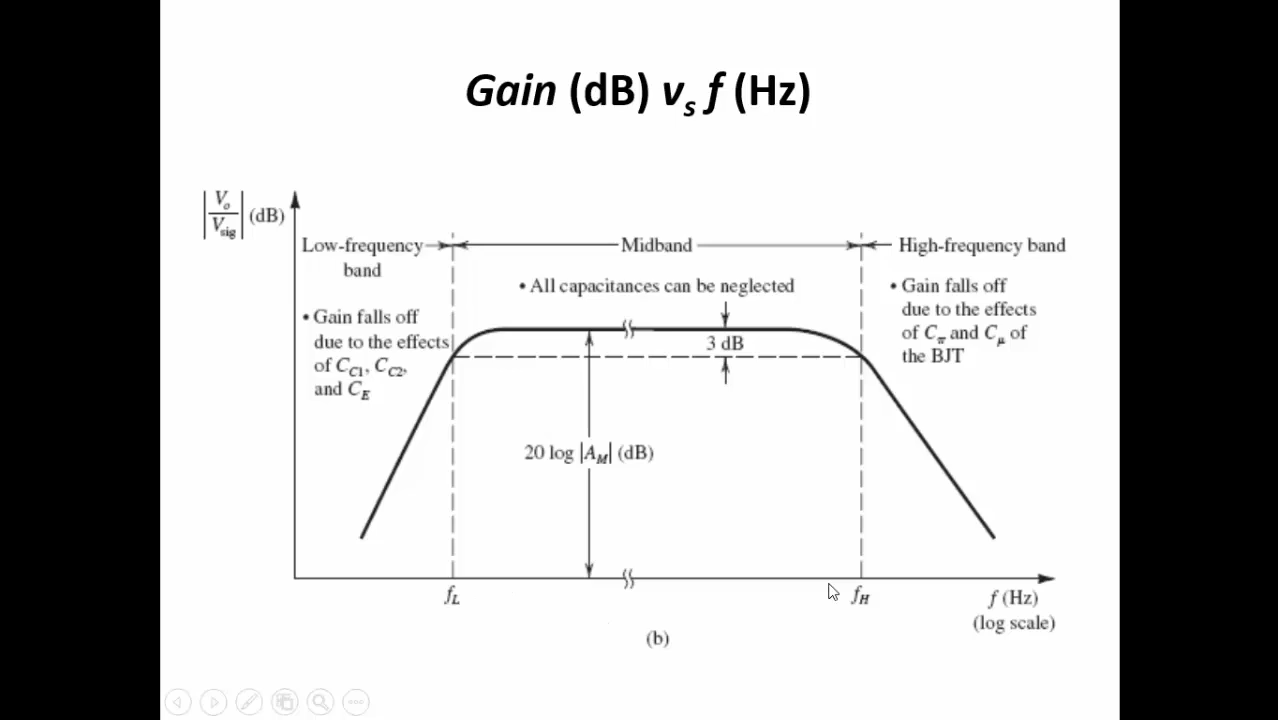 Gain (dB) vs f (Hz)
|Vo/Vsig| (dB)
Low-frequency band
Midband
High-frequency band
• All capacitances can be neglected
• Gain falls off
due to the effects
of CC1, CC2,
and CE
• Gain falls off
due to the effects
of Cπ and Cμ of
the BJT
3 dB
20 log |AM| (dB)
fL
fH
f (Hz)
(log scale)
(b)